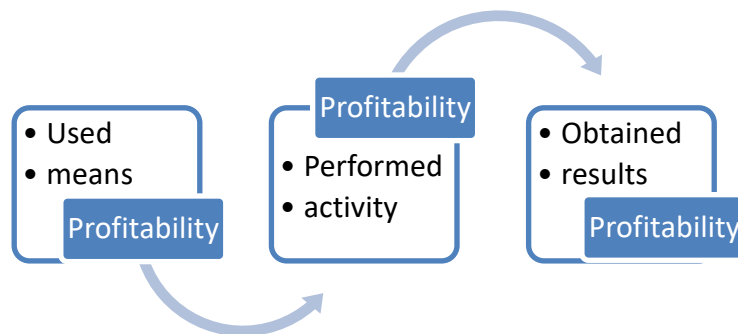 • Used
• means
Profitability
Profitability
• Performed
• activity
• Obtained
• results
Profitability